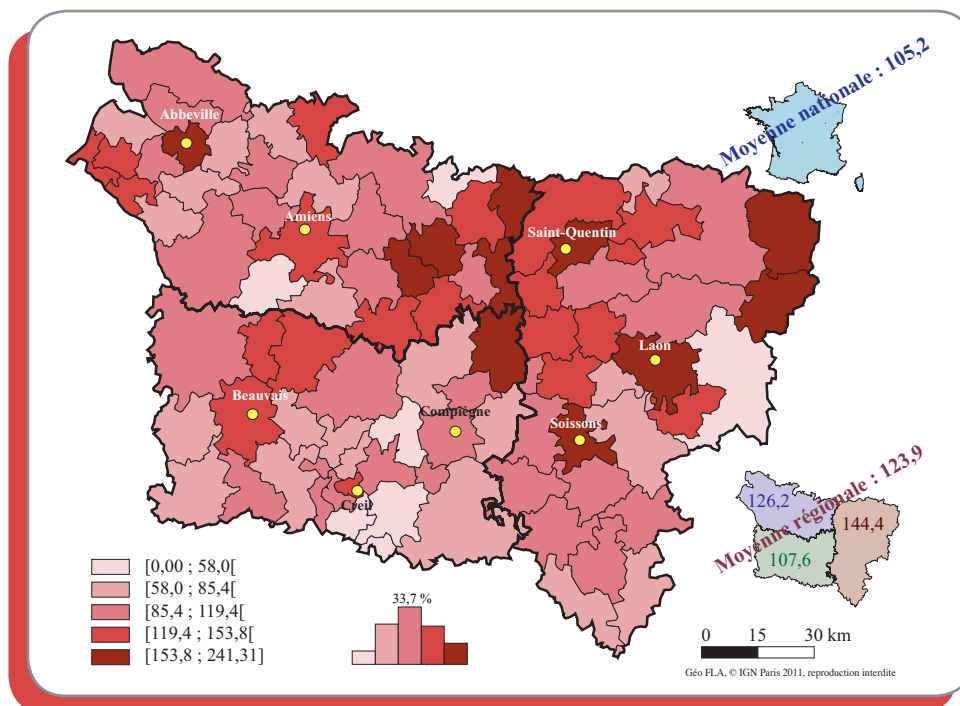 Moyenne nationale : 105,2
Abbeville
Amiens
Saint-Quentin
Laon
Beauvais
Compiègne
Soissons
Creil
126,2
144,4
107,6
Moyenne régionale : 123,9
[0,00 ; 58,0[
[58,0 ; 85,4[
[85,4 ; 119,4[
[119,4 ; 153,8[
[153,8 ; 241,31]
33,7 %
0 15 30 km
Géo FLA, © IGN Paris 2011, reproduction interdite